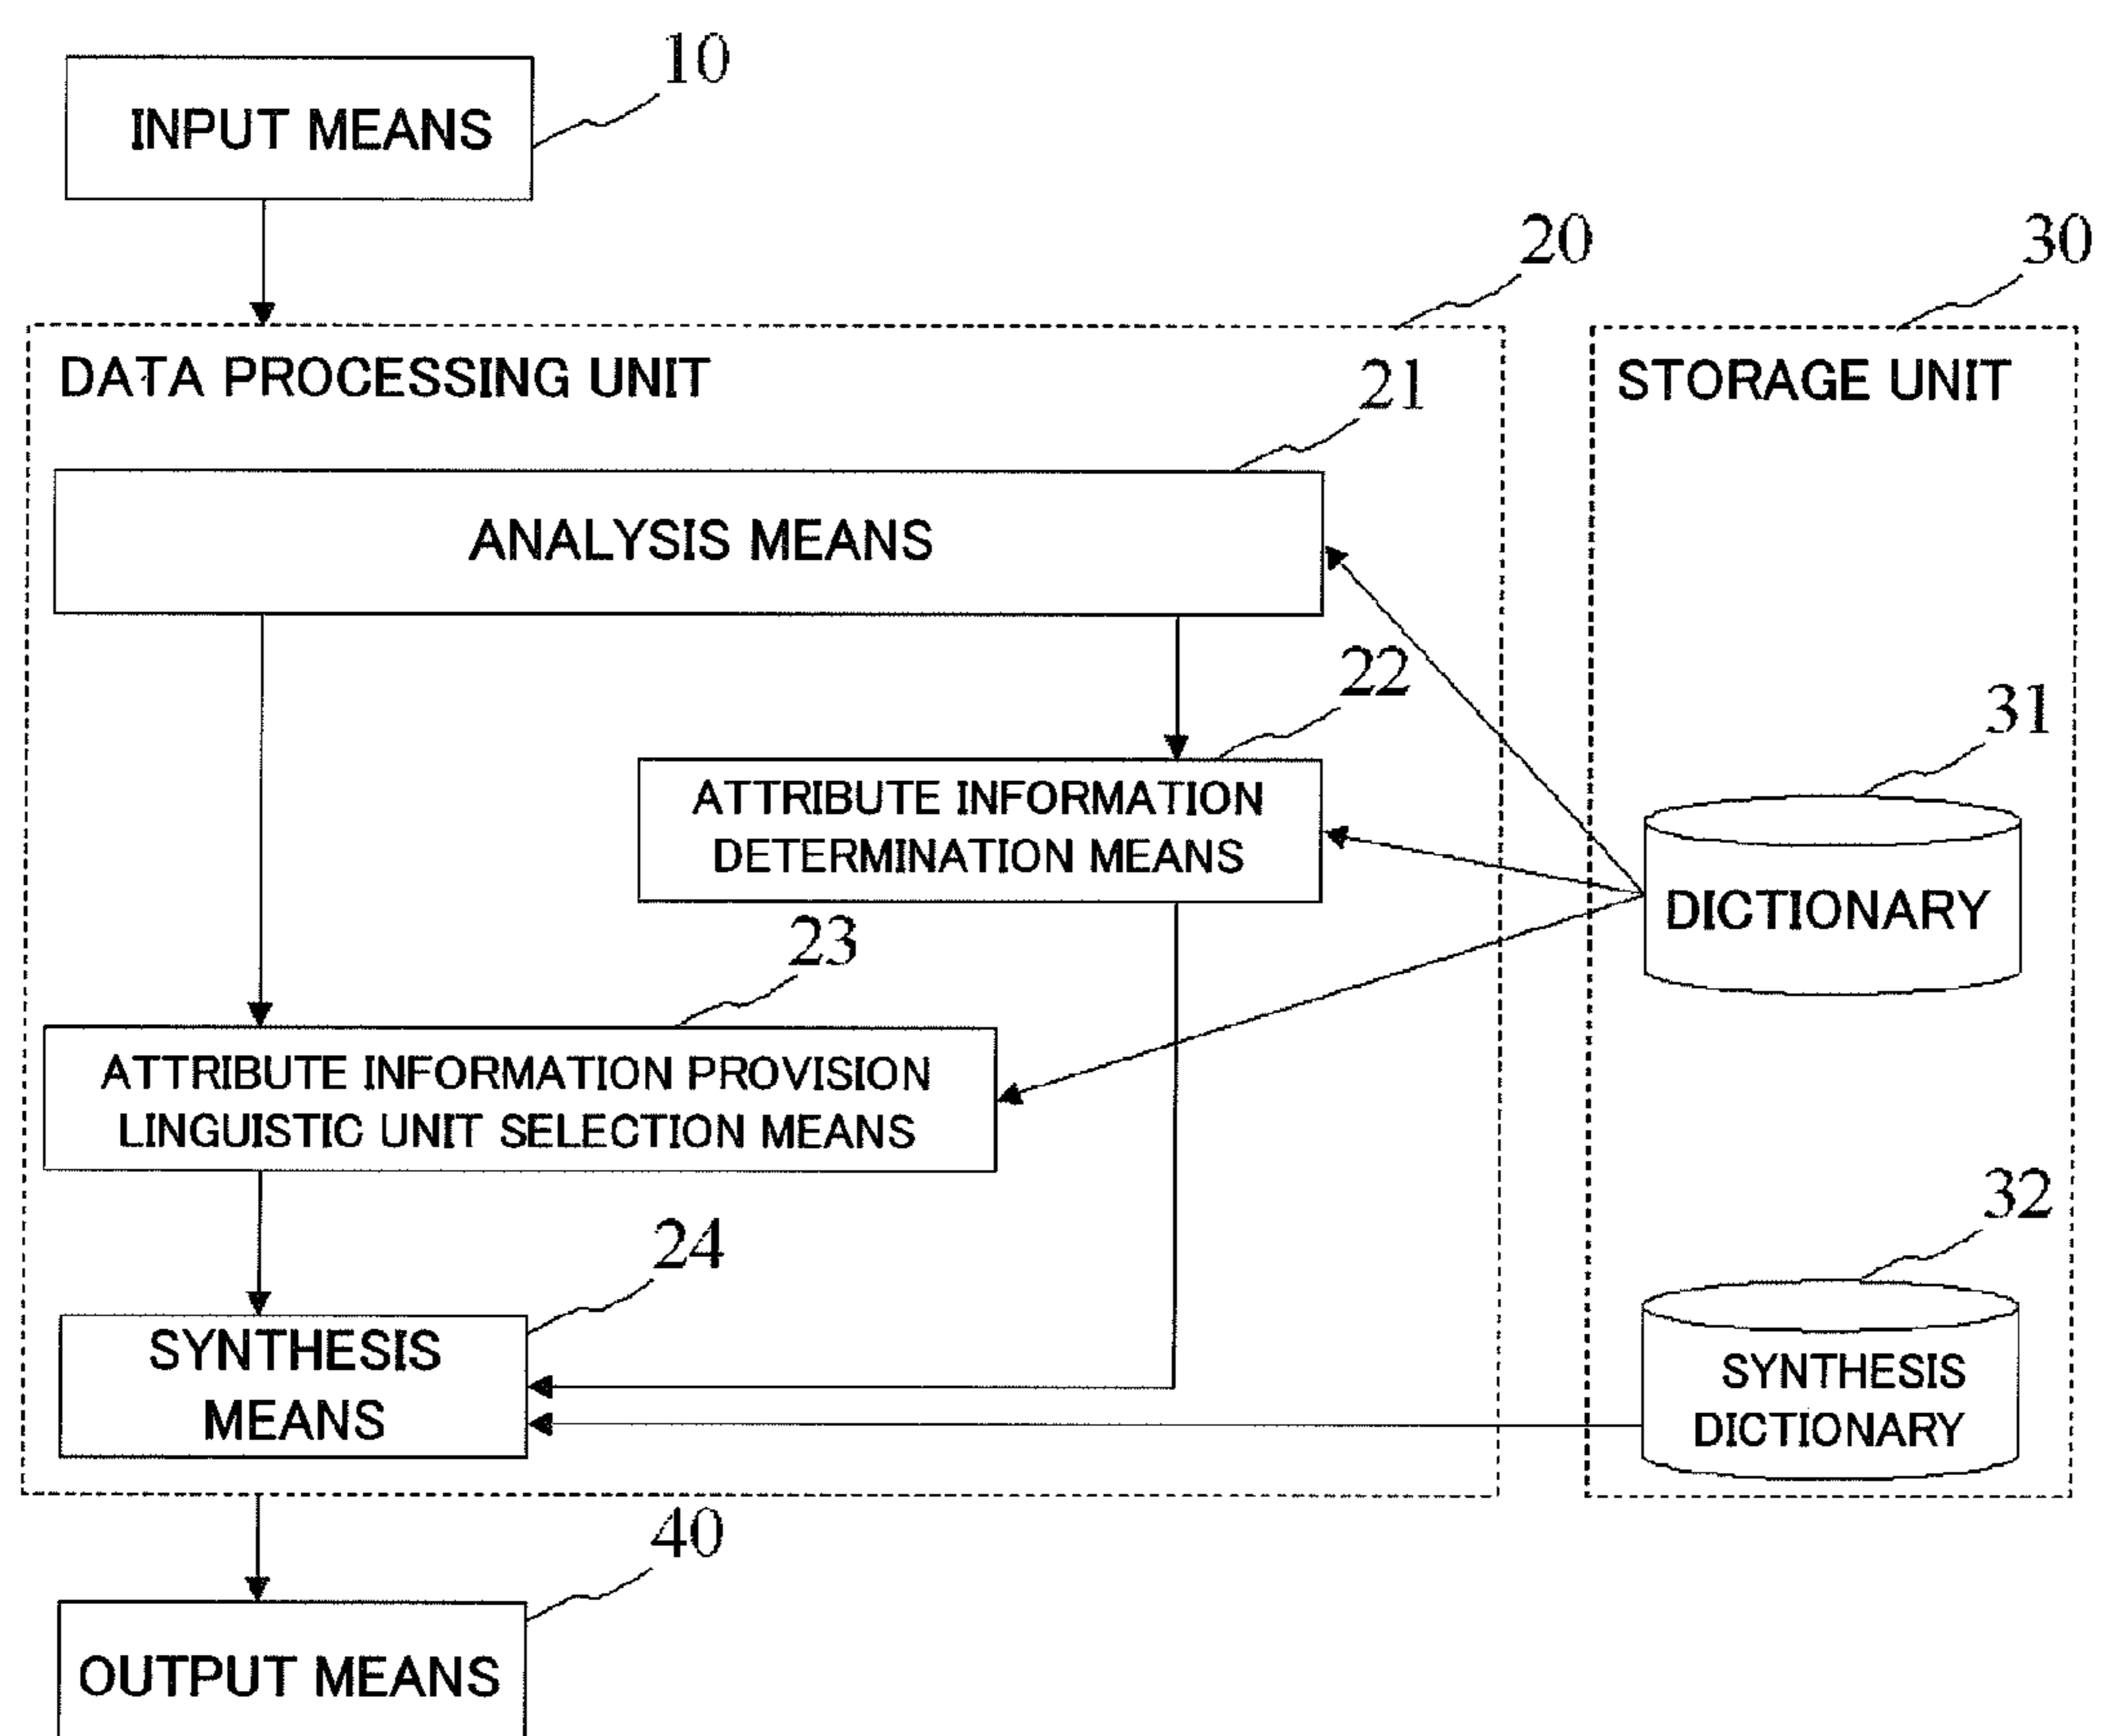 10
INPUT MEANS
20
30
DATA PROCESSING UNIT
STORAGE UNIT
21
ANALYSIS MEANS
22
31
ATTRIBUTE INFORMATION
DETERMINATION MEANS
DICTIONARY
23
ATTRIBUTE INFORMATION PROVISION
LINGUISTIC UNIT SELECTION MEANS
32
24
SYNTHESIS
MEANS
SYNTHESIS
DICTIONARY
40
OUTPUT MEANS